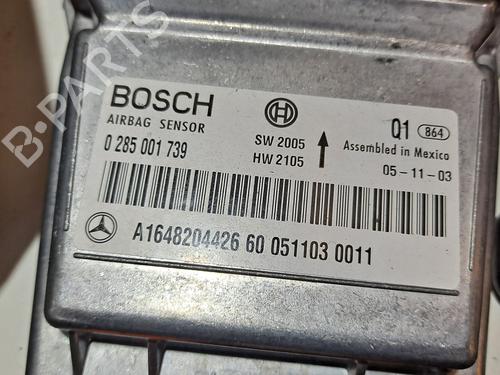 BOSCH
AIRBAG SENSOR
0 285 001 739
SW 2005
HW 2105
Q1 864
Assembled in Mexico
05-11-03
A1648204426 60 051103 0011
B-PARTS